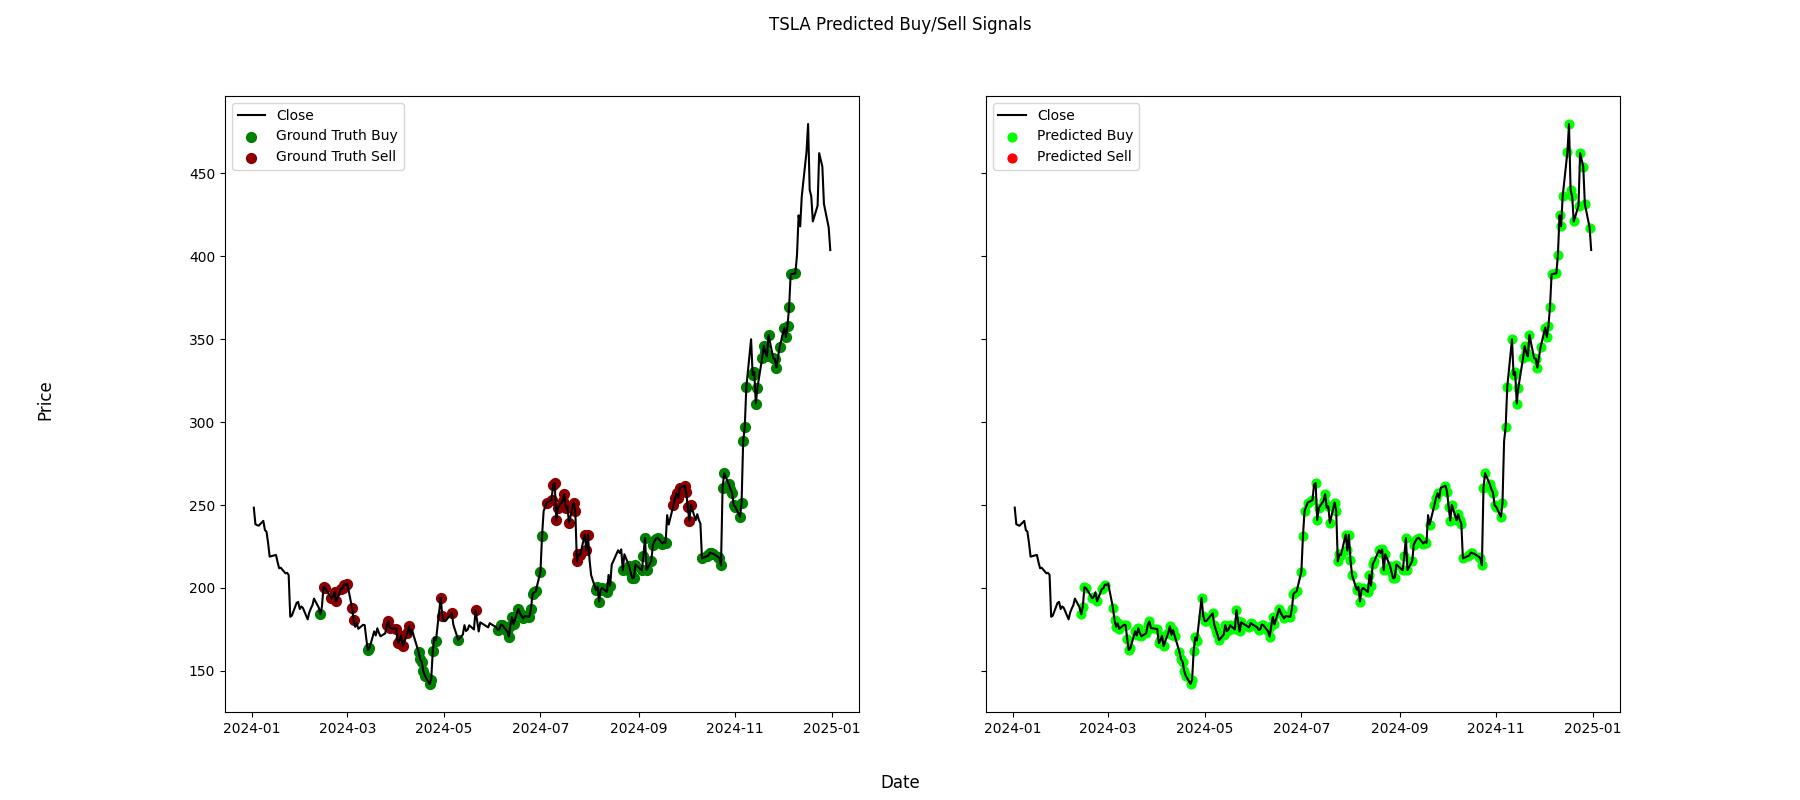 TSLA Predicted Buy/Sell Signals
Close
Ground Truth Buy
Ground Truth Sell
Close
Predicted Buy
Predicted Sell
450
400
350
300
250
200
150
Price
2024-01 2024-03 2024-05 2024-07 2024-09 2024-11 2025-01
2024-01 2024-03 2024-05 2024-07 2024-09 2024-11 2025-01
Date